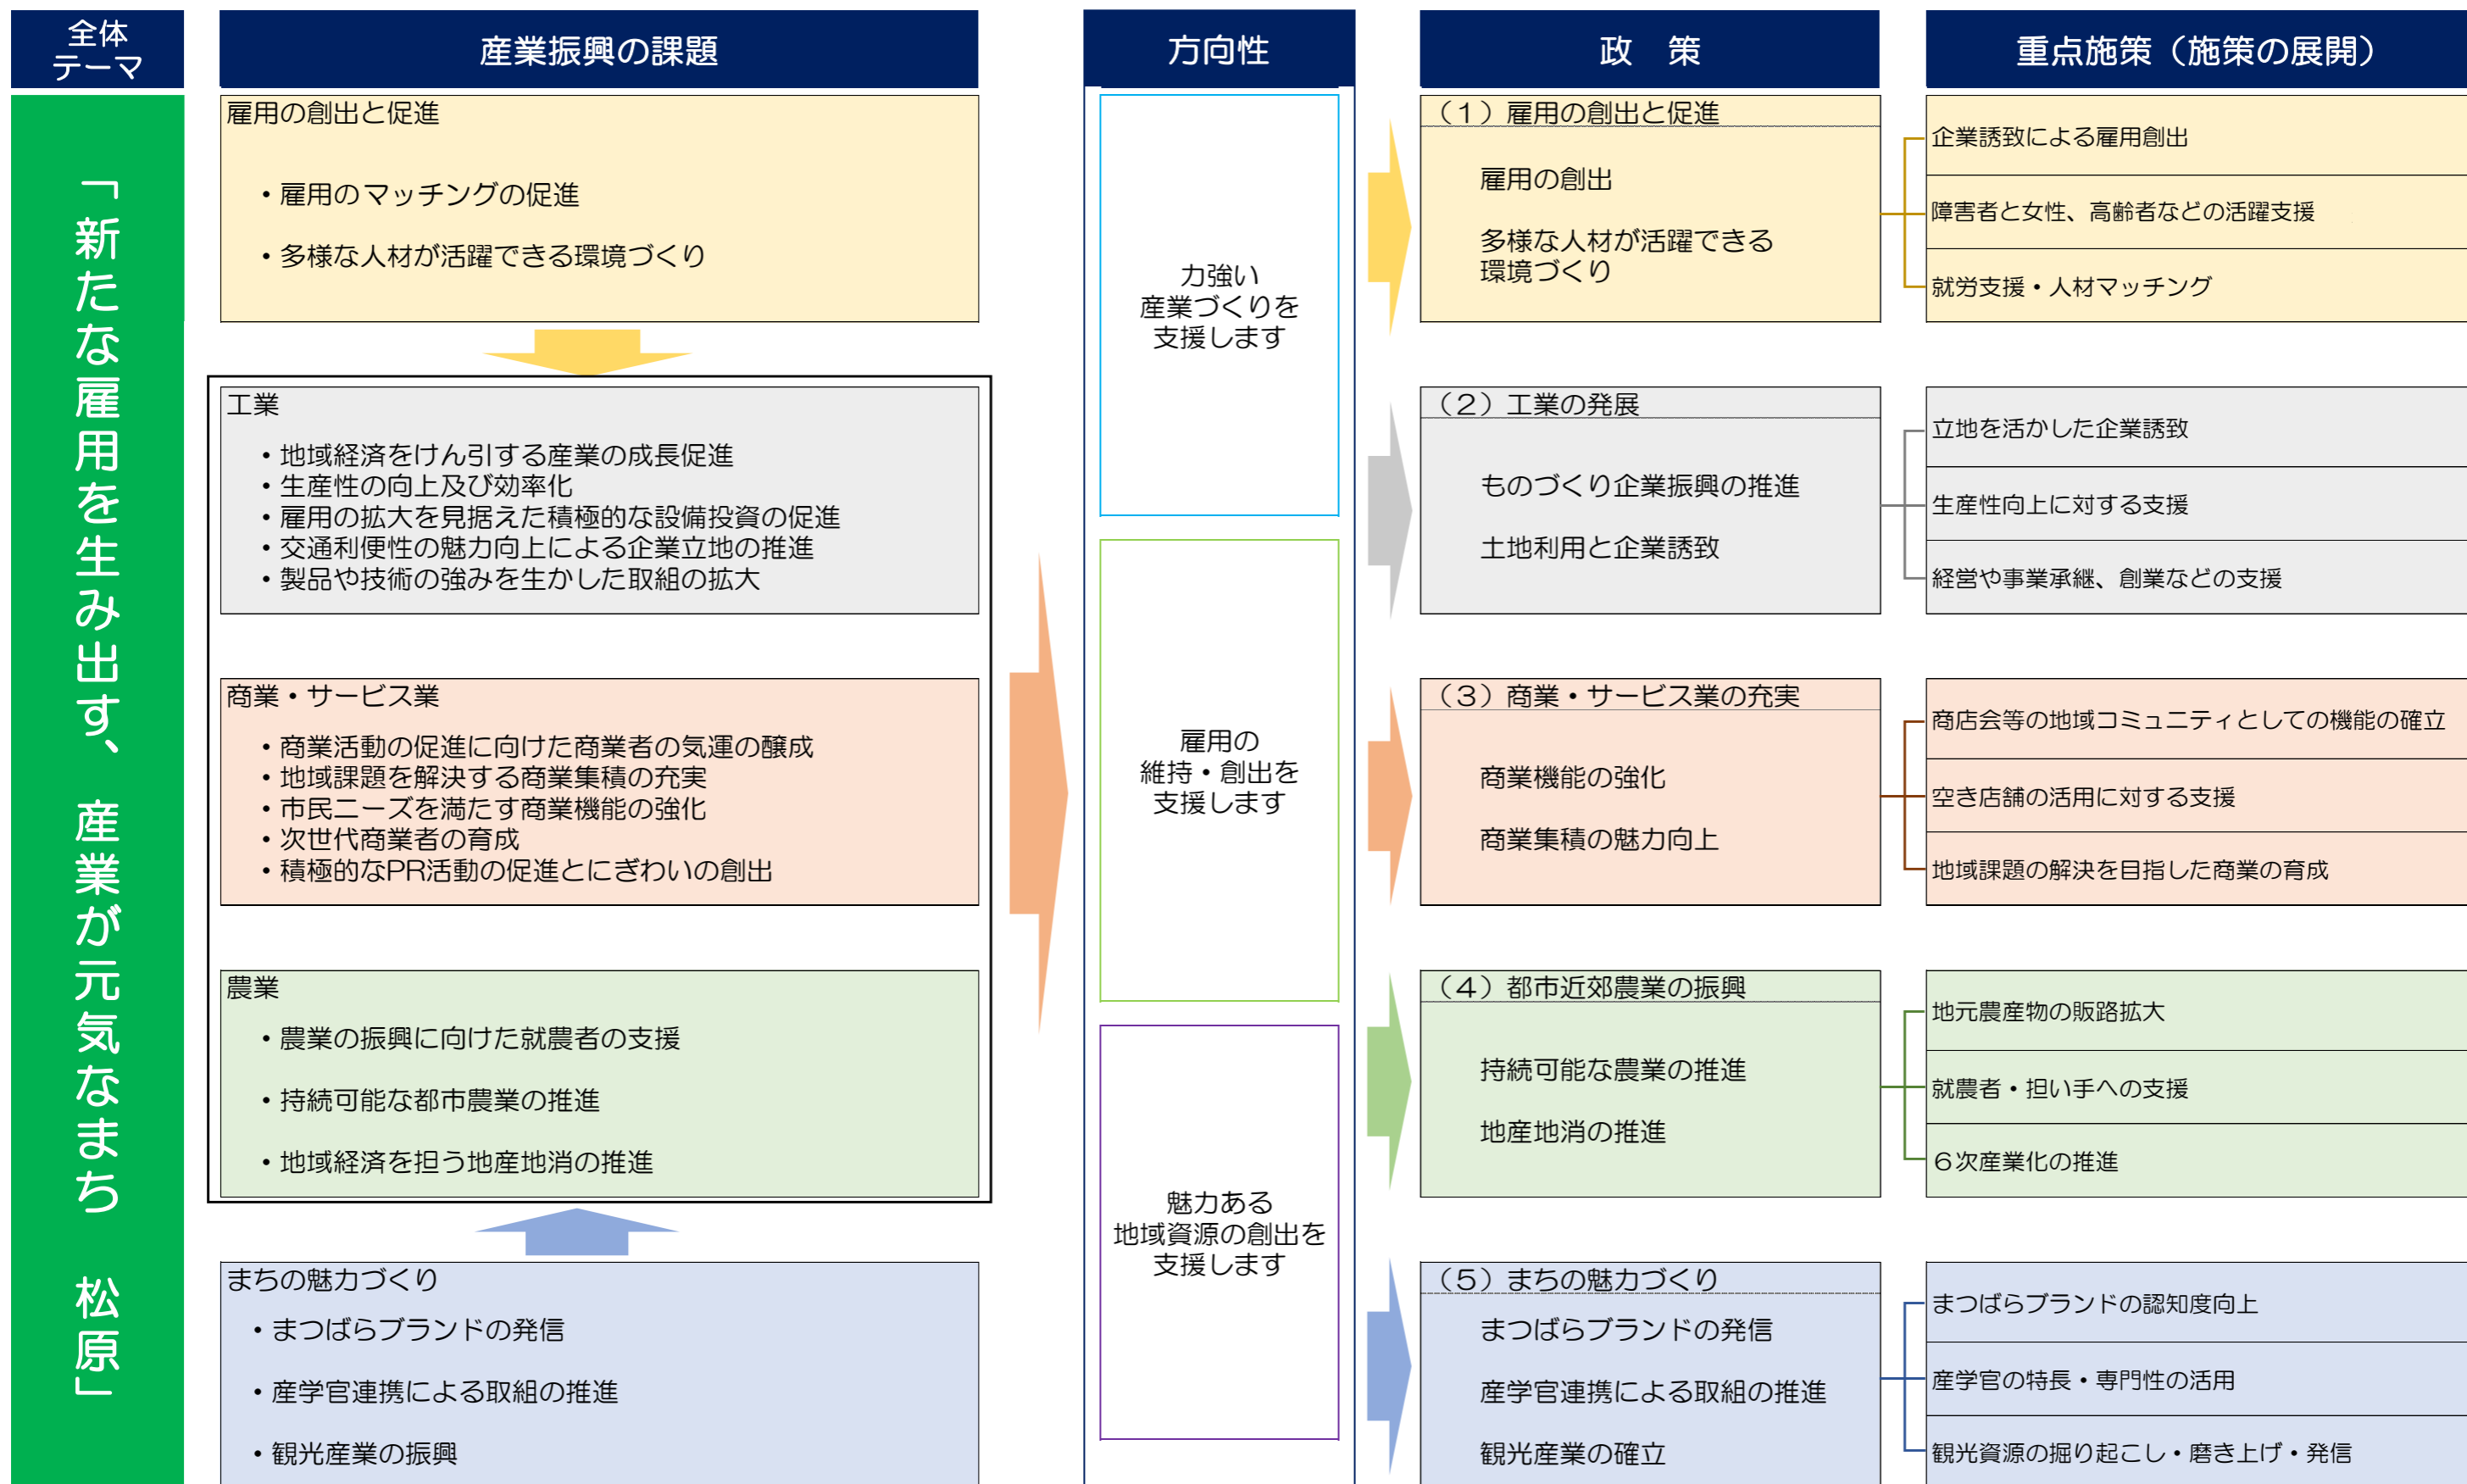 全体
テーマ
産業振興の課題
方向性
政　策
重点施策（施策の展開）
「新たな雇用を生み出す、産業が元気なまち　松原」
雇用の創出と促進
・雇用のマッチングの促進
・多様な人材が活躍できる環境づくり
工業
・地域経済をけん引する産業の成長促進
・生産性の向上及び効率化
・雇用の拡大を見据えた積極的な設備投資の促進
・交通利便性の魅力向上による企業立地の推進
・製品や技術の強みを生かした取組の拡大
商業・サービス業
・商業活動の促進に向けた商業者の気運の醸成
・地域課題を解決する商業集積の充実
・市民ニーズを満たす商業機能の強化
・次世代商業者の育成
・積極的なPR活動の促進とにぎわいの創出
農業
・農業の振興に向けた就農者の支援
・持続可能な都市農業の推進
・地域経済を担う地産地消の推進
まちの魅力づくり
・まつばらブランドの発信
・産学官連携による取組の推進
・観光産業の振興
力強い
産業づくりを
支援します
雇用の
維持・創出を
支援します
魅力ある
地域資源の創出を
支援します
（１）雇用の創出と促進
雇用の創出
多様な人材が活躍できる
環境づくり
（２）工業の発展
ものづくり企業振興の推進
土地利用と企業誘致
（３）商業・サービス業の充実
商業機能の強化
商業集積の魅力向上
（４）都市近郊農業の振興
持続可能な農業の推進
地産地消の推進
（５）まちの魅力づくり
まつばらブランドの発信
産学官連携による取組の推進
観光産業の確立
企業誘致による雇用創出
障害者と女性、高齢者などの活躍支援
就労支援・人材マッチング
立地を活かした企業誘致
生産性向上に対する支援
経営や事業承継、創業などの支援
商店会等の地域コミュニティとしての機能の確立
空き店舗の活用に対する支援
地域課題の解決を目指した商業の育成
地元農産物の販路拡大
就農者・担い手への支援
６次産業化の推進
まつばらブランドの認知度向上
産学官の特長・専門性の活用
観光資源の掘り起こし・磨き上げ・発信